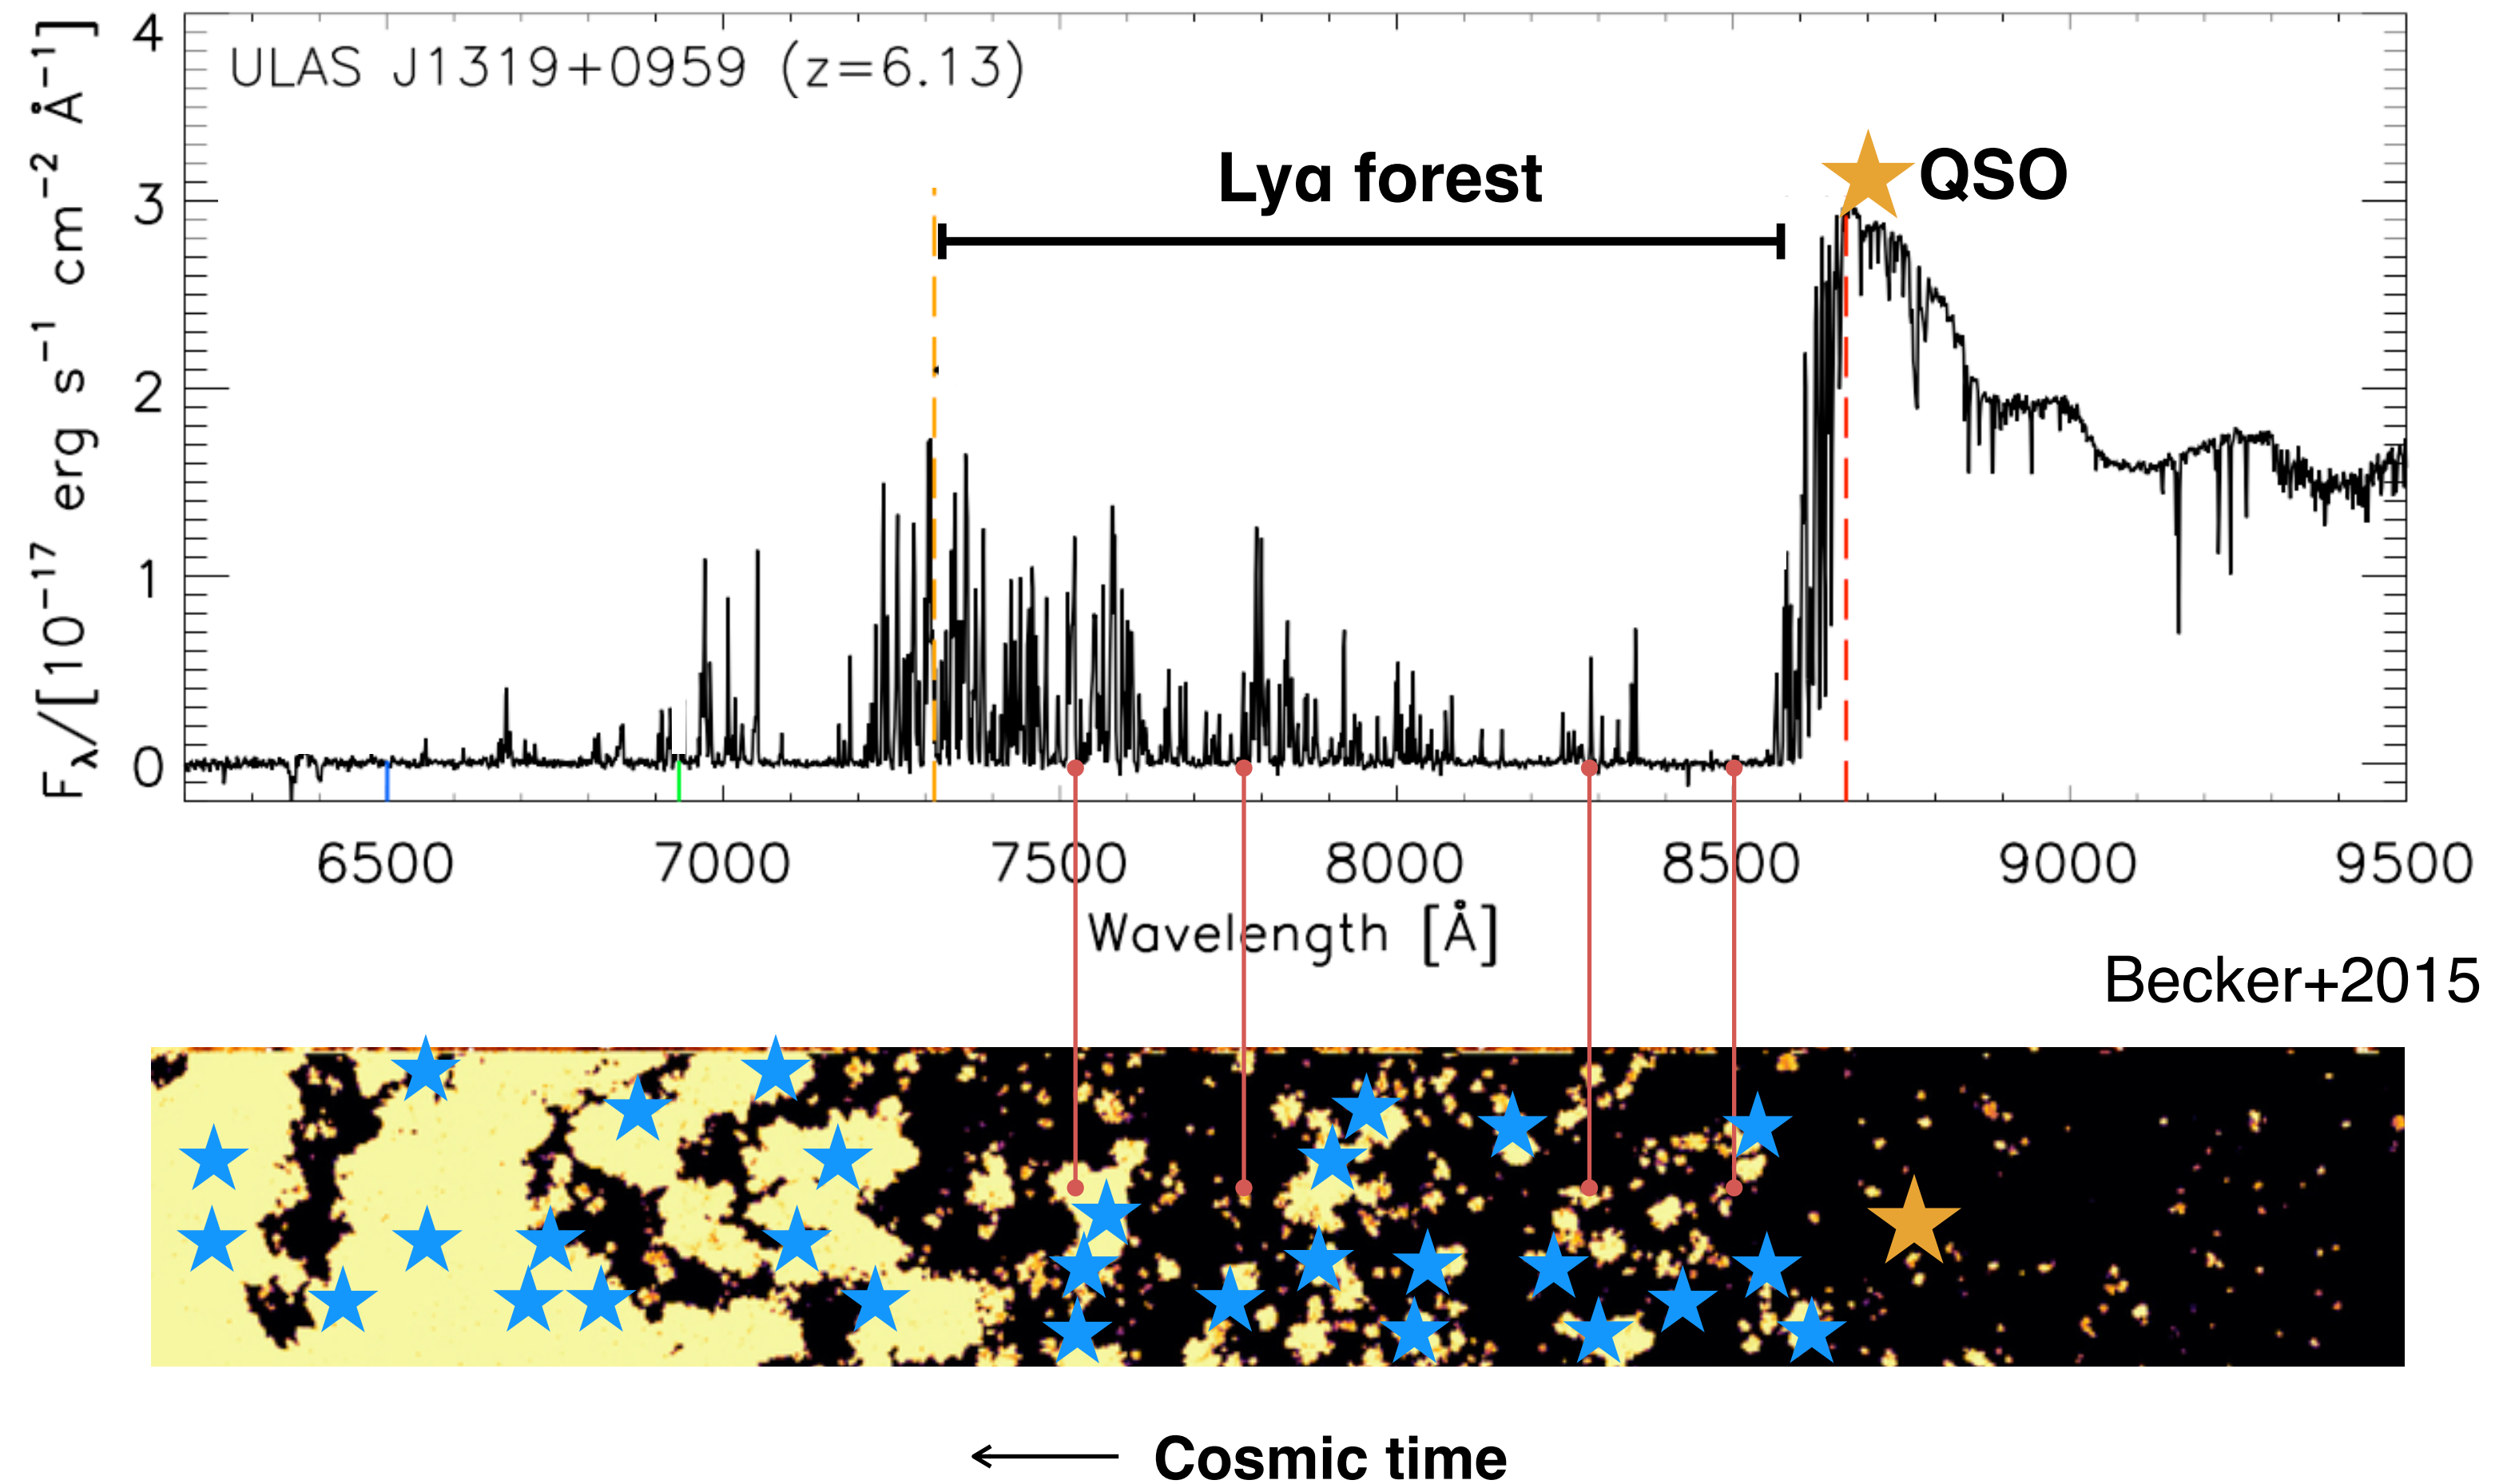 ULAS J1319+0959 (z=6.13)
Lyα forest
QSO
Fλ/[10⁻¹⁷ erg s⁻¹ cm⁻² Å⁻¹]
4
3
2
1
0
6500 7000 7500 8000 8500 9000 9500
Wavelength [Å]
Becker+2015
← Cosmic time